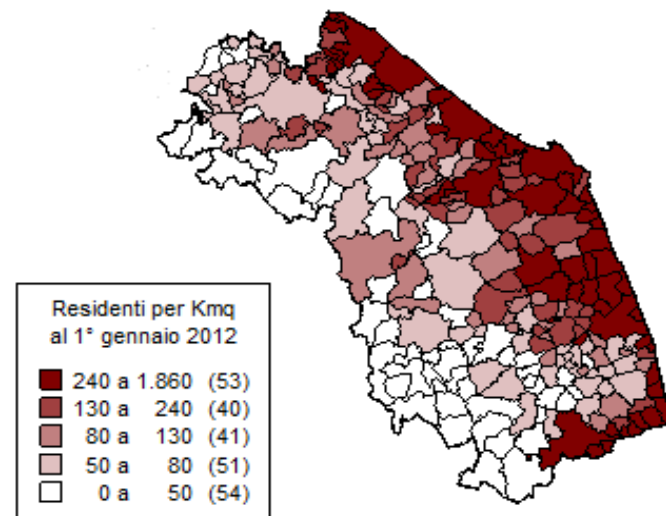 Residenti per Kmq
al 1° gennaio 2012
240 a 1.860 (53)
130 a 240 (40)
80 a 130 (41)
50 a 80 (51)
0 a 50 (54)